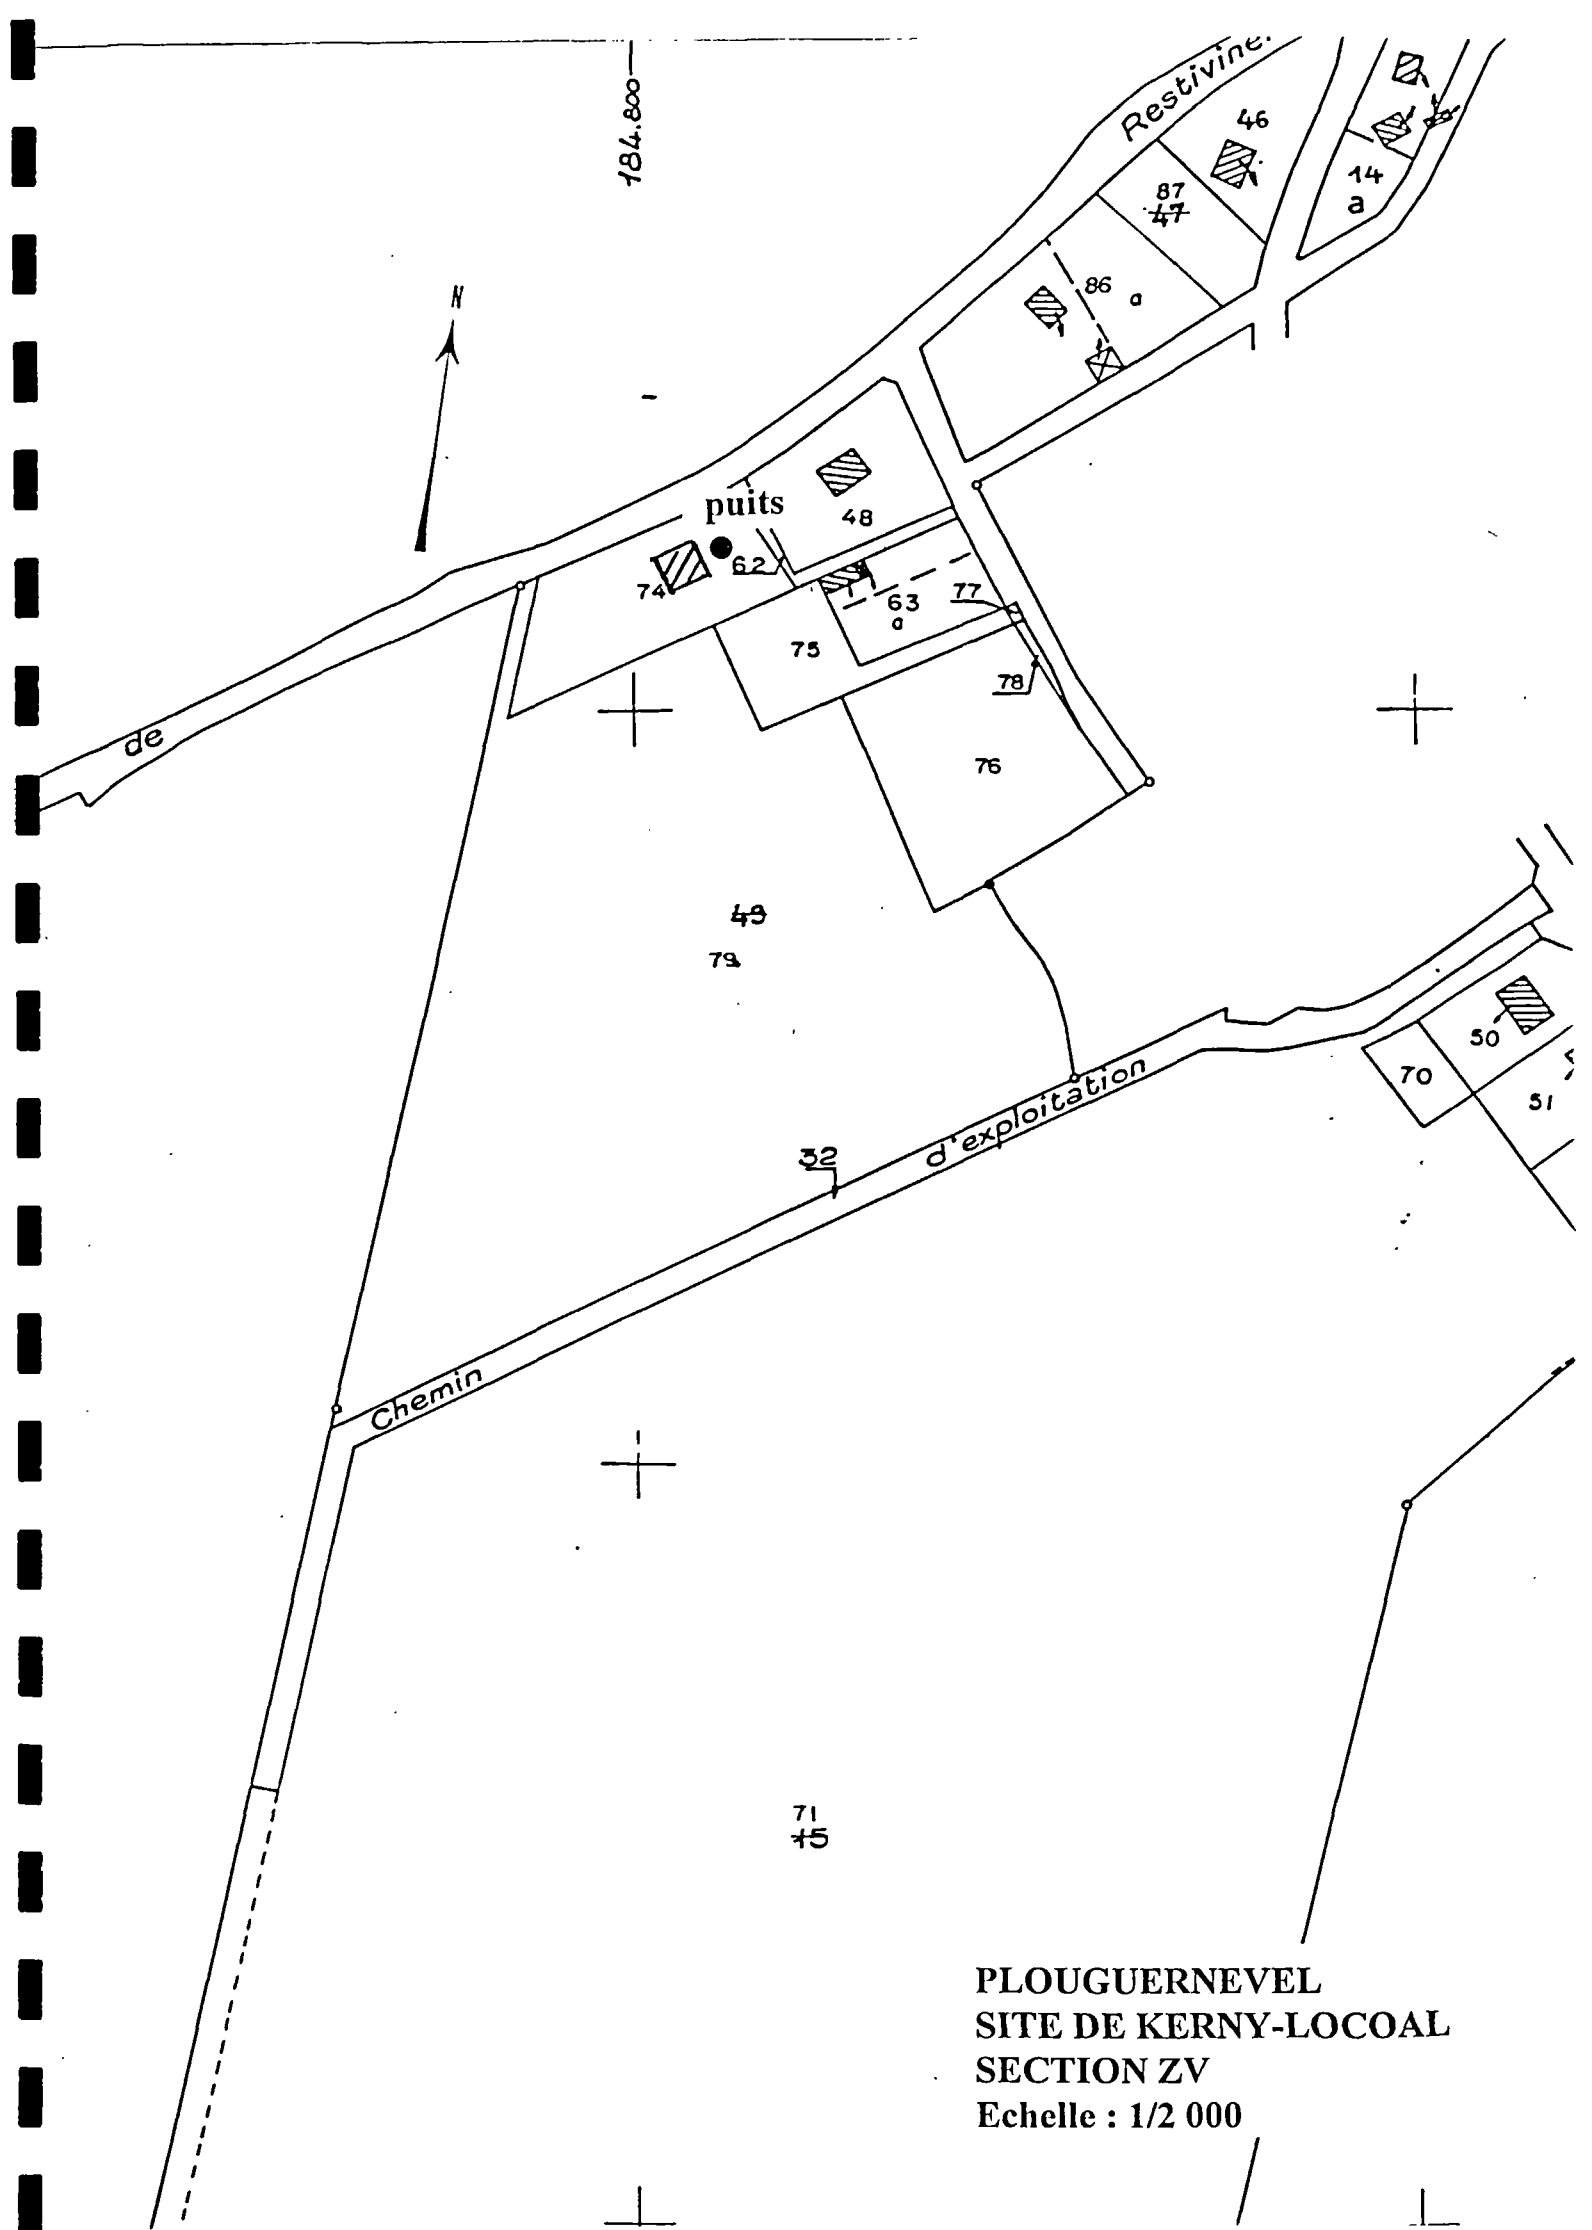 184.800
Restivinec
46
87
47
14
a
N
86
a
puits
48
62
74
63
a
77
75
78
de
76
49
79
50
70
51
d'exploitation
32
Chemin
71
15
PLOUGUERNEVEL
SITE DE KERNY-LOCOAL
SECTION ZV
Echelle : 1/2 000